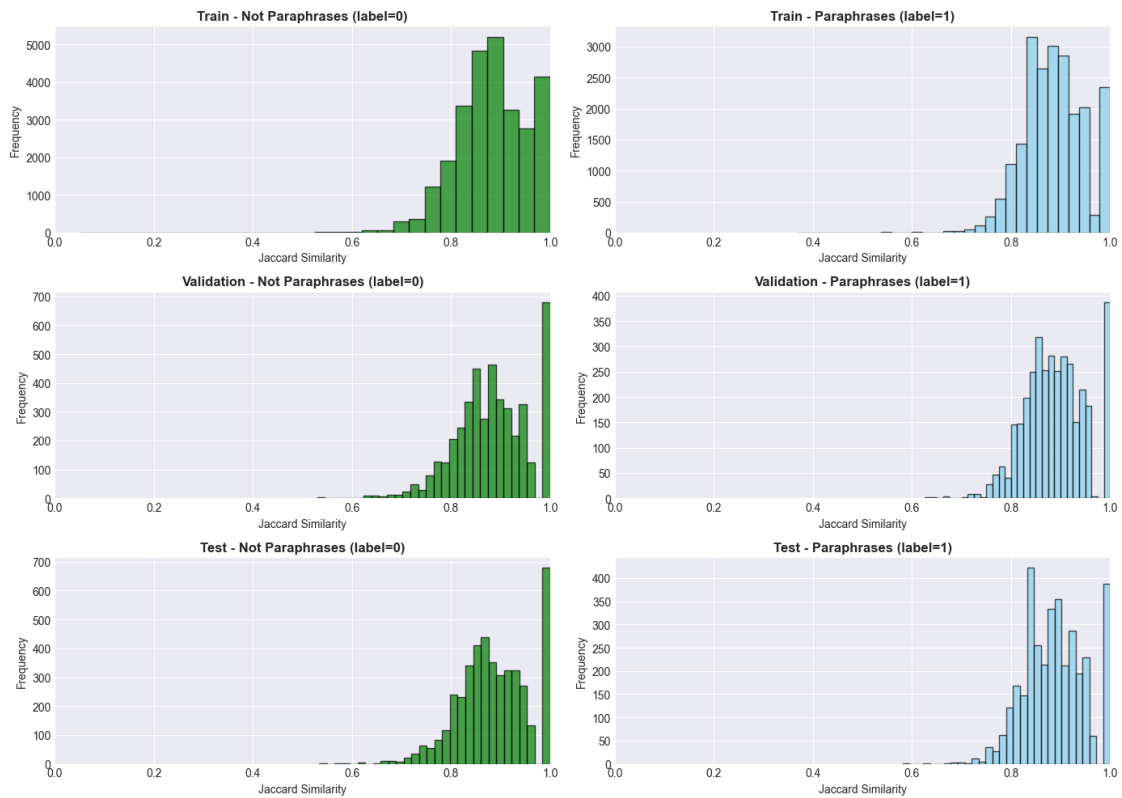 Train - Not Paraphrases (label=0)
Frequency
5000
4000
3000
2000
1000
0
0.0 0.2 0.4 0.6 0.8 1.0
Jaccard Similarity
Train - Paraphrases (label=1)
Frequency
3000
2500
2000
1500
1000
500
0
0.0 0.2 0.4 0.6 0.8 1.0
Jaccard Similarity
Validation - Not Paraphrases (label=0)
Frequency
700
600
500
400
300
200
100
0
0.0 0.2 0.4 0.6 0.8 1.0
Jaccard Similarity
Validation - Paraphrases (label=1)
Frequency
400
350
300
250
200
150
100
50
0
0.0 0.2 0.4 0.6 0.8 1.0
Jaccard Similarity
Test - Not Paraphrases (label=0)
Frequency
700
600
500
400
300
200
100
0
0.0 0.2 0.4 0.6 0.8 1.0
Jaccard Similarity
Test - Paraphrases (label=1)
Frequency
400
350
300
250
200
150
100
50
0
0.0 0.2 0.4 0.6 0.8 1.0
Jaccard Similarity